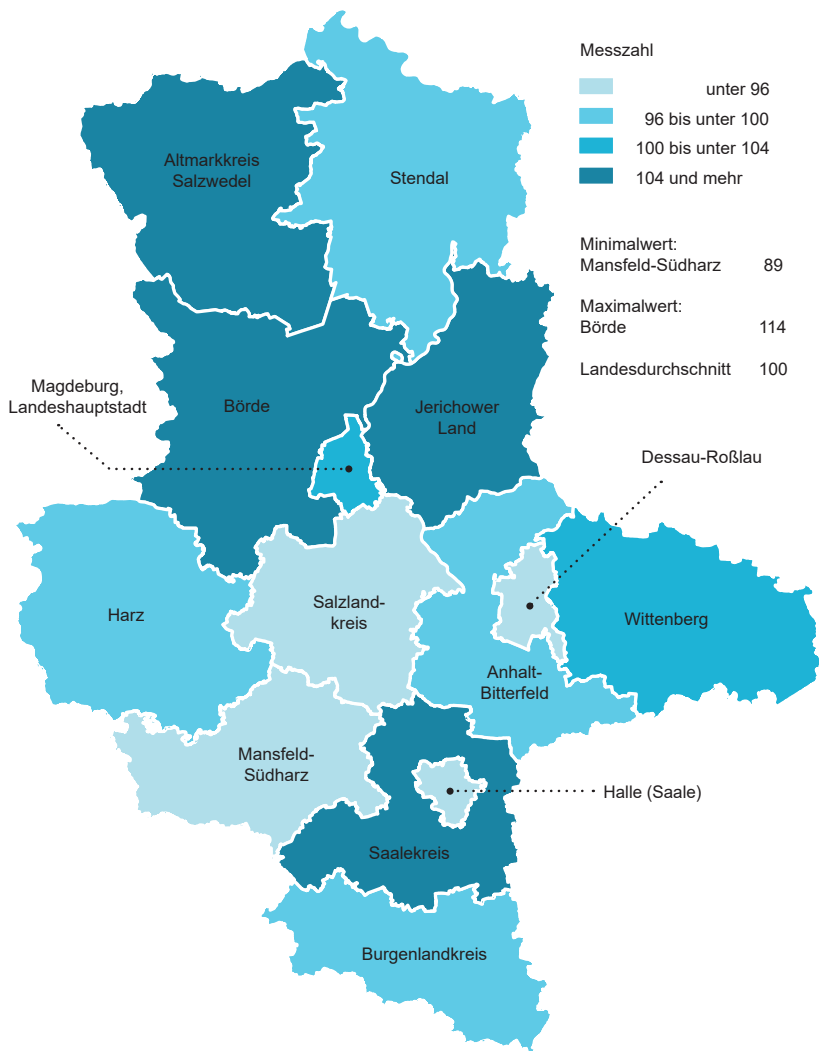 Messzahl
unter 96
96 bis unter 100
100 bis unter 104
104 und mehr
Minimalwert:
Mansfeld-Südharz 89
Maximalwert:
Börde 114
Landesdurchschnitt 100
Altmarkkreis
Salzwedel
Stendal
Magdeburg,
Landeshauptstadt
Börde
Jerichower
Land
Dessau-Roßlau
Harz
Salzland-
kreis
Wittenberg
Anhalt-
Bitterfeld
Mansfeld-
Südharz
Halle (Saale)
Saalekreis
Burgenlandkreis